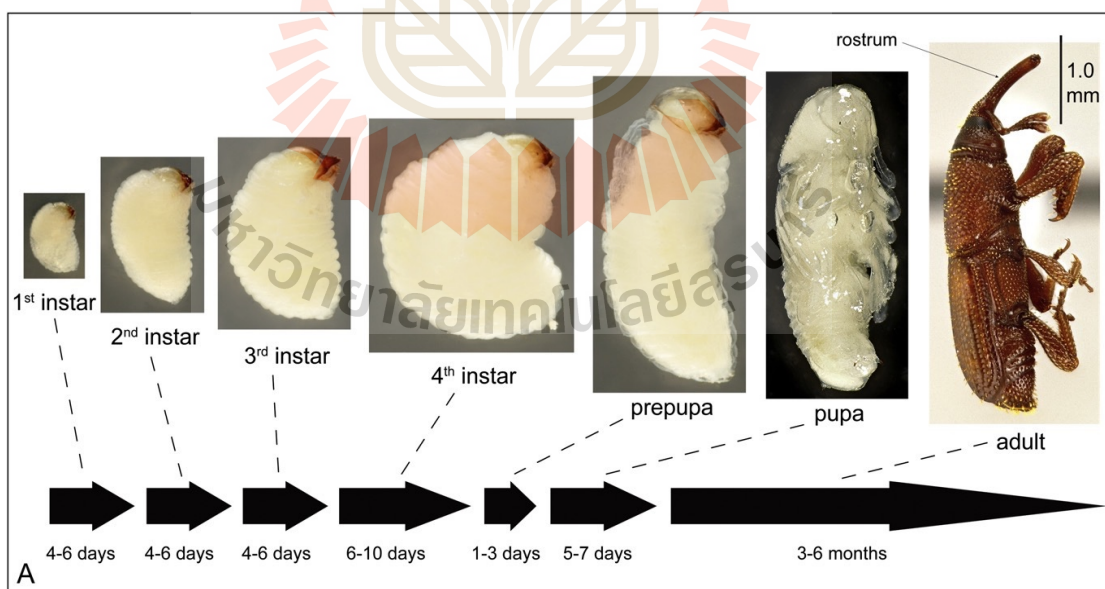 rostrum
1.0
mm
1st instar
2nd instar
3rd instar
4th instar
prepupa
pupa
adult
มหาวิทยาลัยเทคโนโลยีสุรนารี
4-6 days
4-6 days
4-6 days
6-10 days
1-3 days
5-7 days
3-6 months
A